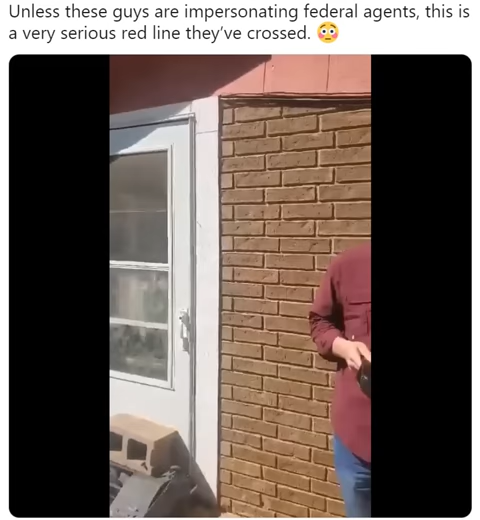 Unless these guys are impersonating federal agents, this is
a very serious red line they’ve crossed. 😳